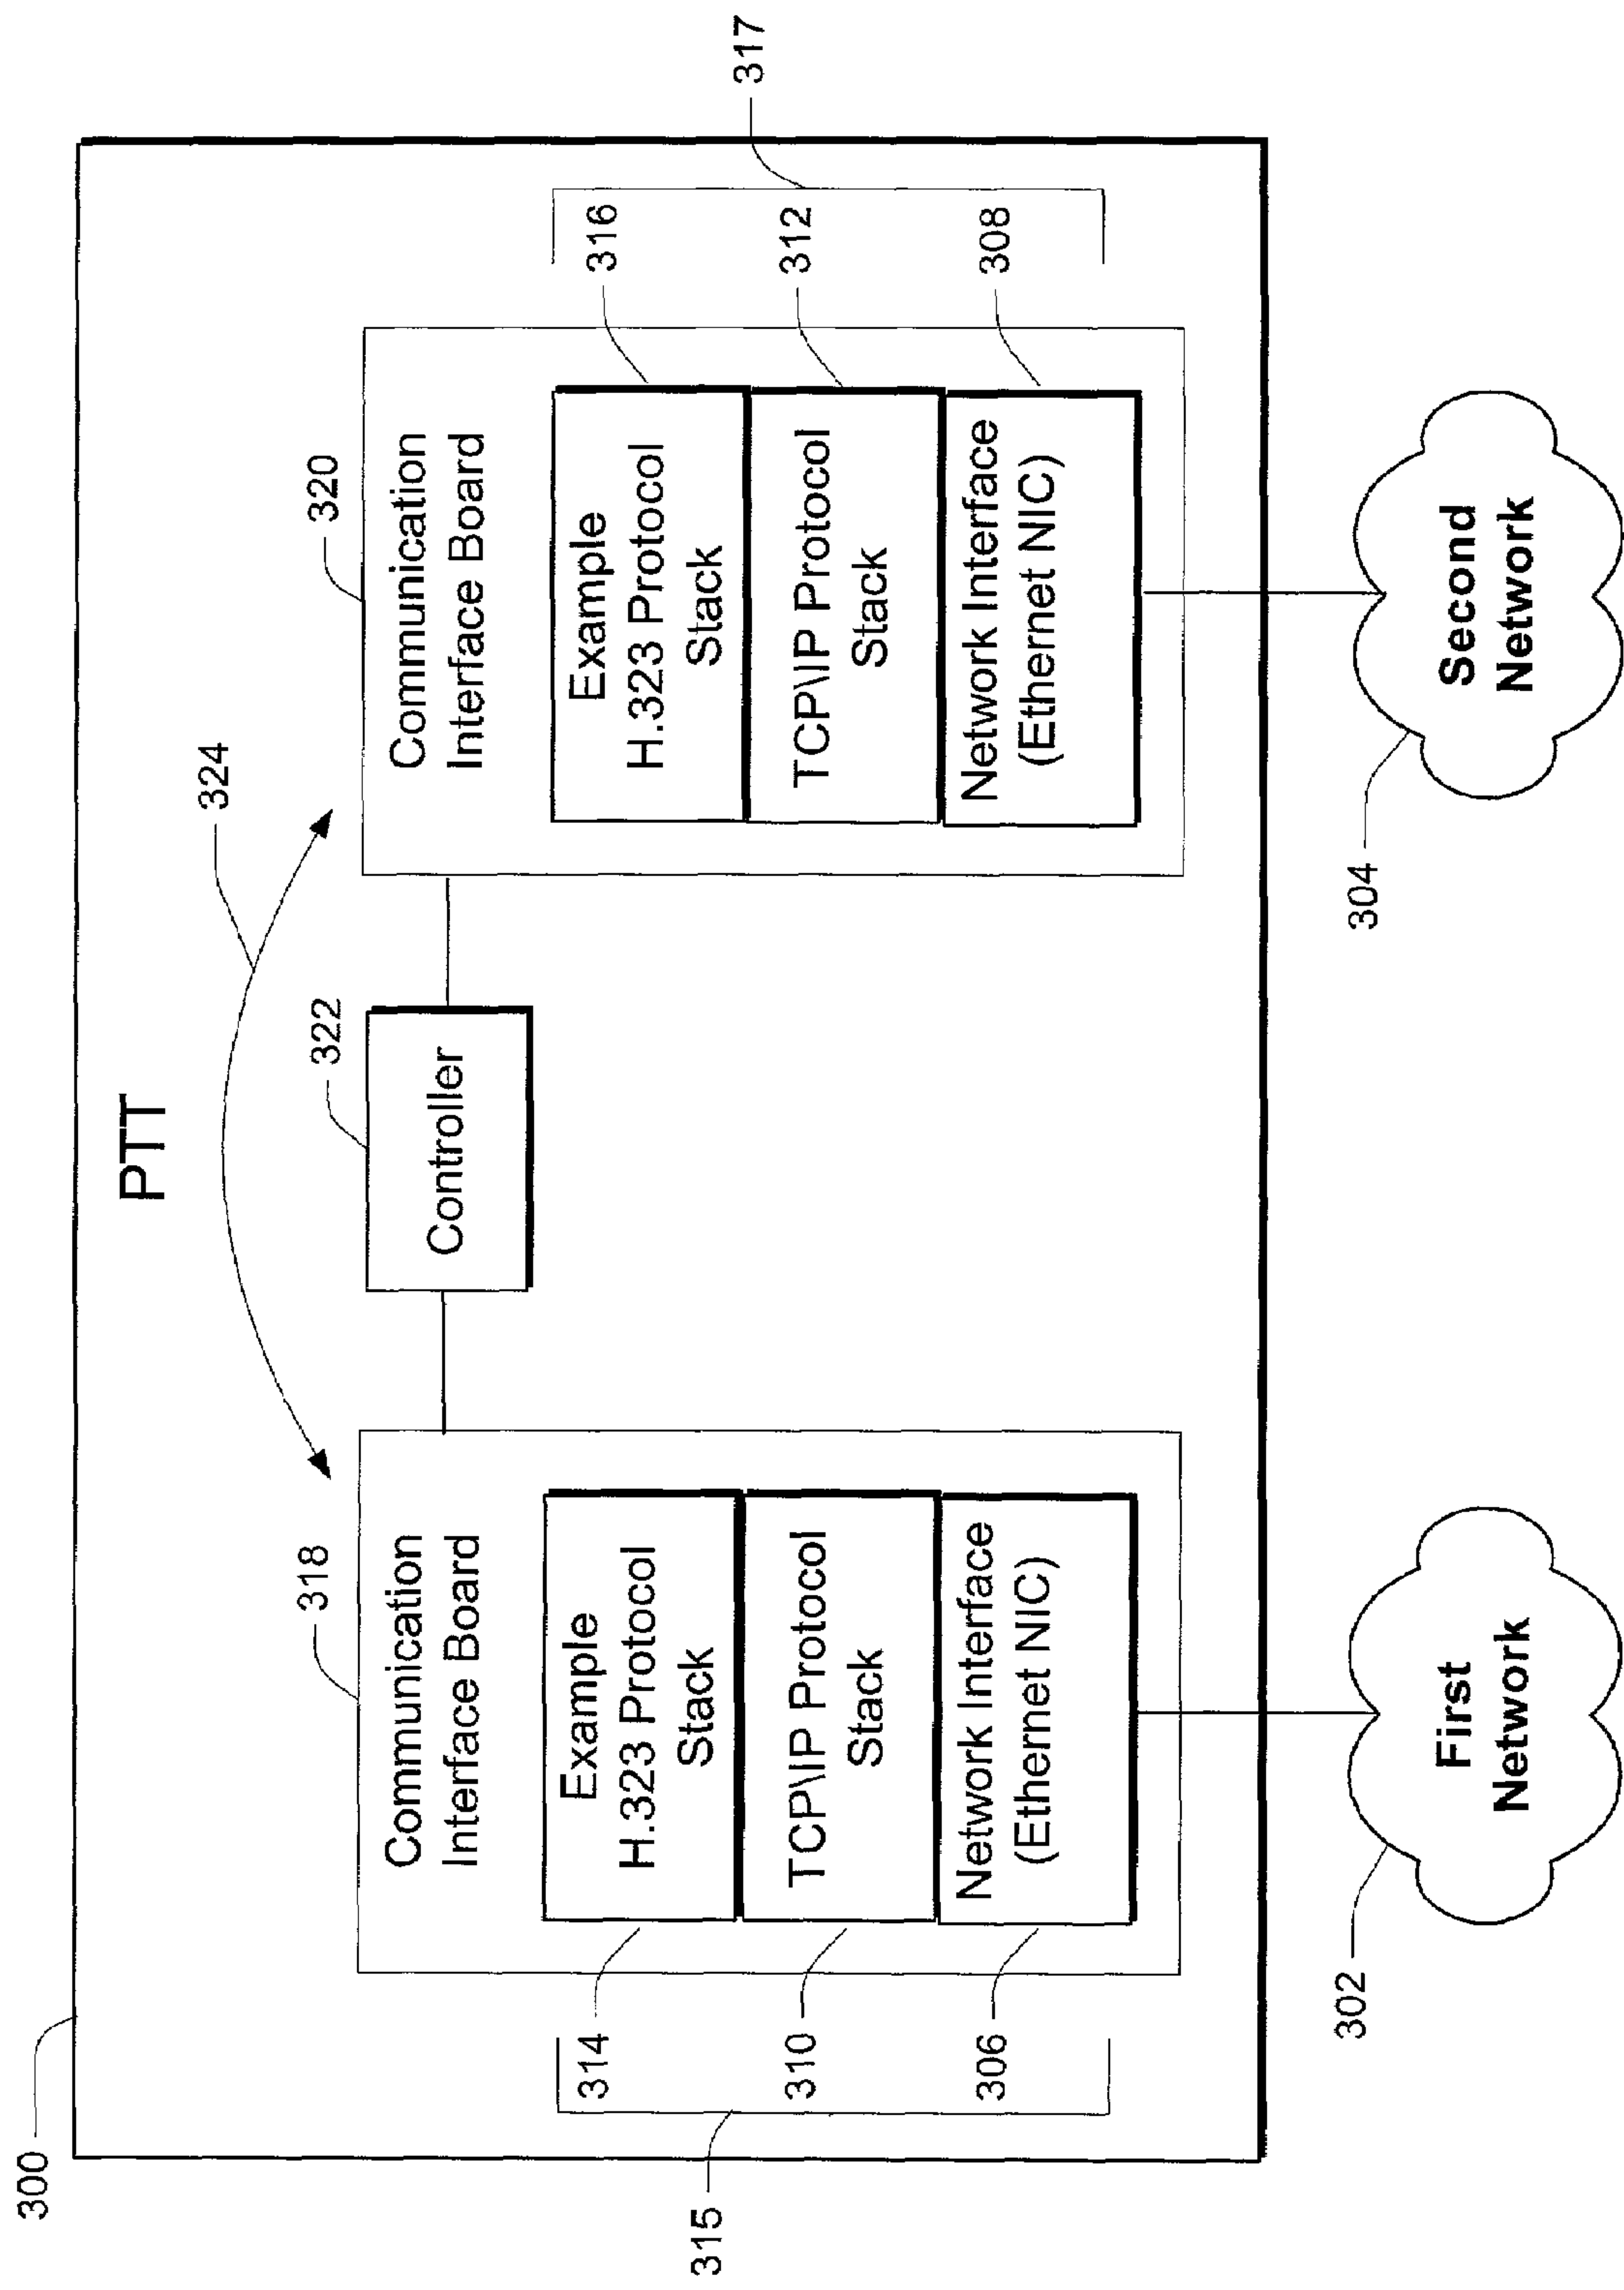 300
PTT
324
318
322
320
Communication
Interface Board
Controller
Communication
Interface Board
315
314
Example
H.323 Protocol
Stack
Example
H.323 Protocol
Stack
316
317
310
TCP\IP Protocol
Stack
TCP\IP Protocol
Stack
312
306
Network Interface
(Ethernet NIC)
Network Interface
(Ethernet NIC)
308
302
First
Network
304
Second
Network